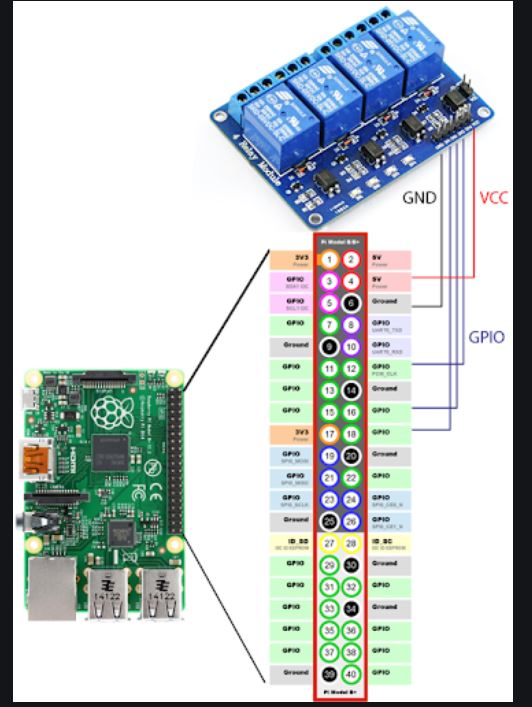 4 Relay Module
GND
VCC
GPIO
Pi Model B/B+
3V3
Power
1
2
5V
Power
GPIO
SDA1 I2C
3
4
5V
Power
GPIO
SCL1 I2C
5
6
Ground
GPIO
7
8
GPIO
UART0_TXD
Ground
9
10
GPIO
UART0_RXD
GPIO
11
12
GPIO
PCM_CLK
GPIO
13
14
Ground
GPIO
15
16
GPIO
3V3
Power
17
18
GPIO
GPIO
SPI0_MOSI
19
20
Ground
GPIO
SPI0_MISO
21
22
GPIO
GPIO
SPI0_SCLK
23
24
GPIO
SPI0_CE0_N
Ground
25
26
GPIO
SPI0_CE1_N
ID_SD
I2C ID EEPROM
27
28
ID_SC
I2C ID EEPROM
GPIO
29
30
Ground
GPIO
31
32
GPIO
GPIO
33
34
Ground
GPIO
35
36
GPIO
GPIO
37
38
GPIO
Ground
39
40
GPIO
Pi Model B+
HDMI
FCC
CE
14122
14122